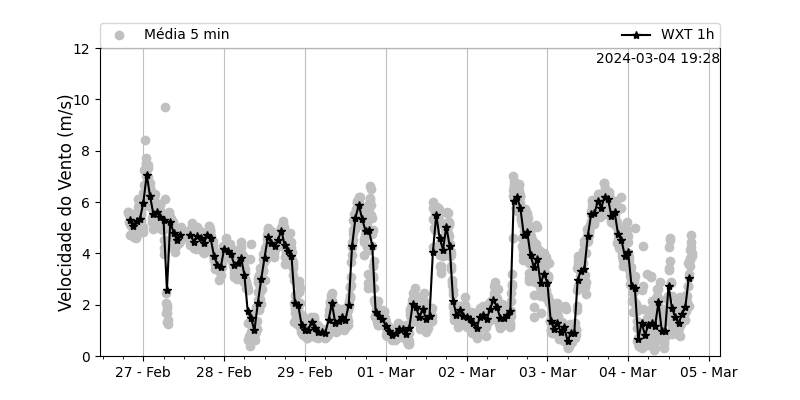 Média 5 min
WXT 1h
2024-03-04 19:28
Velocidade do Vento (m/s)
12
10
8
6
4
2
0
27 - Feb
28 - Feb
29 - Feb
01 - Mar
02 - Mar
03 - Mar
04 - Mar
05 - Mar